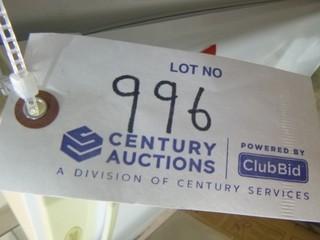 LOT NO
996
CENTURY
AUCTIONS
POWERED BY
ClubBid
A DIVISION OF CENTURY SERVICES